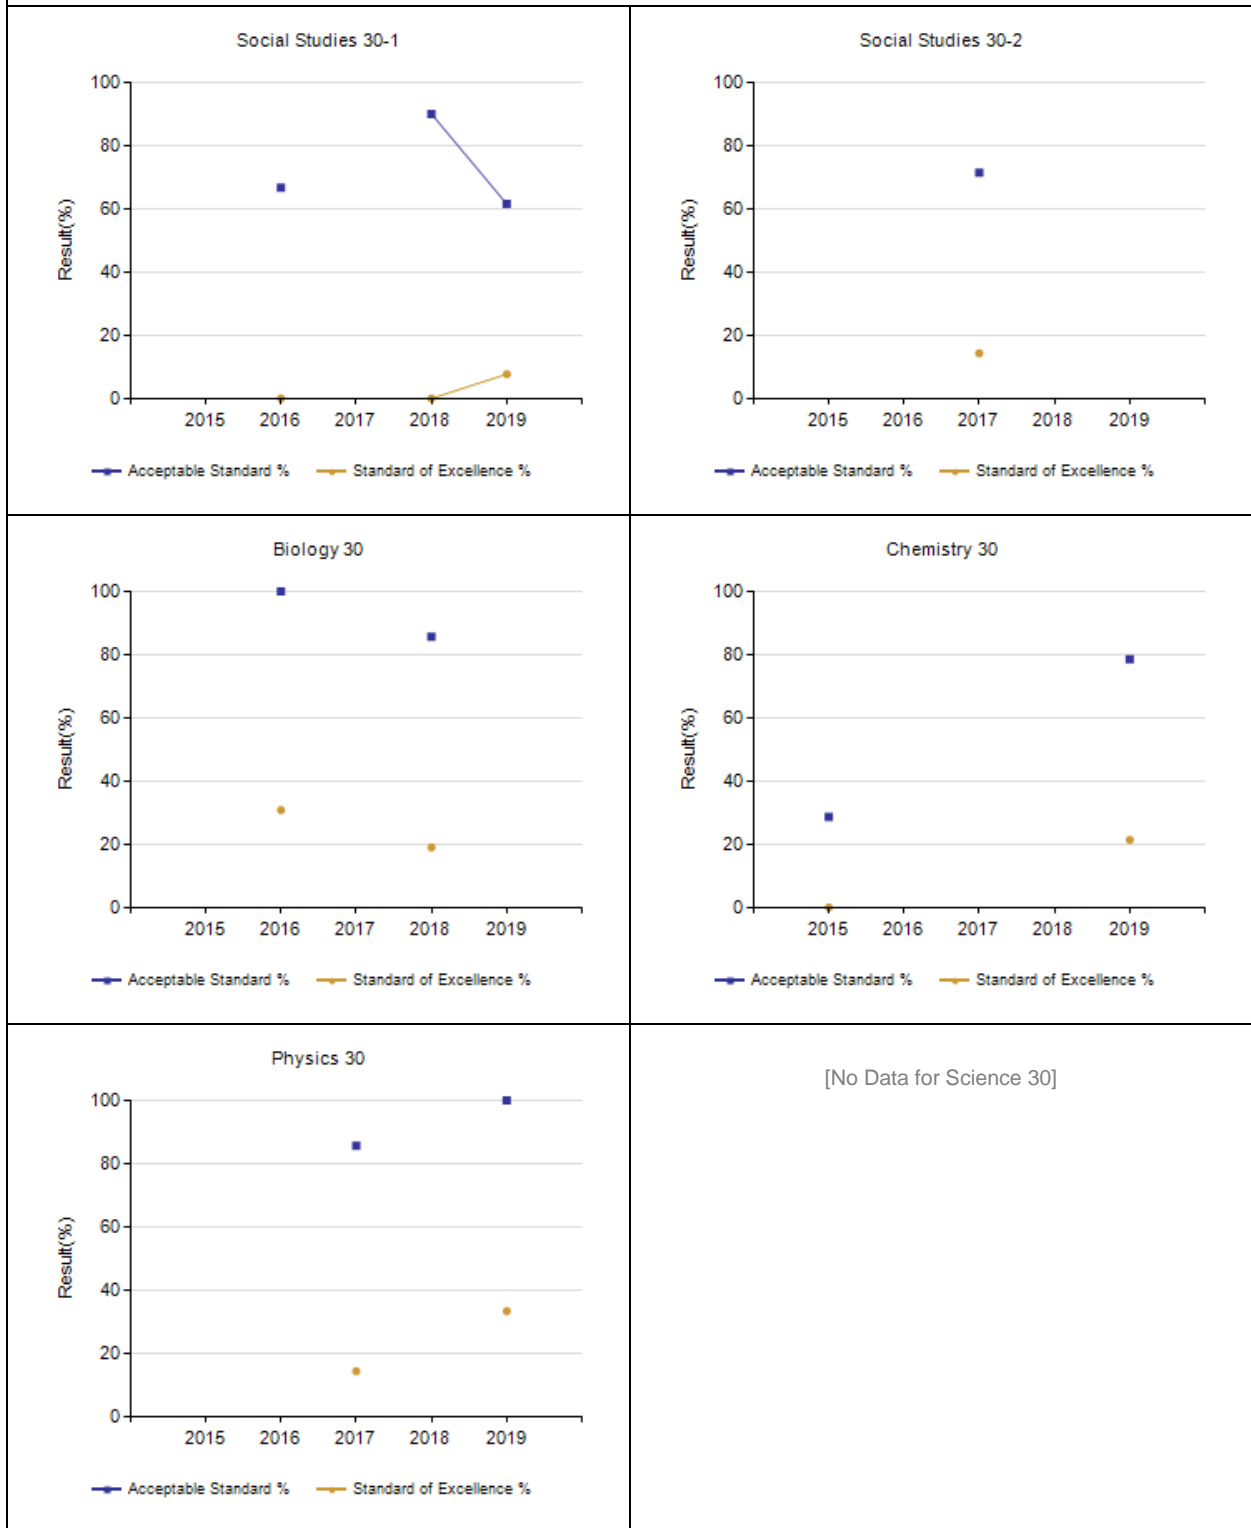 Social Studies 30-1
100
80
60
40
20
0
Result(%)
2015 2016 2017 2018 2019
Acceptable Standard % Standard of Excellence %
Social Studies 30-2
100
80
60
40
20
0
Result(%)
2015 2016 2017 2018 2019
Acceptable Standard % Standard of Excellence %
Biology 30
100
80
60
40
20
0
Result(%)
2015 2016 2017 2018 2019
Acceptable Standard % Standard of Excellence %
Chemistry 30
100
80
60
40
20
0
Result(%)
2015 2016 2017 2018 2019
Acceptable Standard % Standard of Excellence %
Physics 30
100
80
60
40
20
0
Result(%)
2015 2016 2017 2018 2019
Acceptable Standard % Standard of Excellence %
[No Data for Science 30]